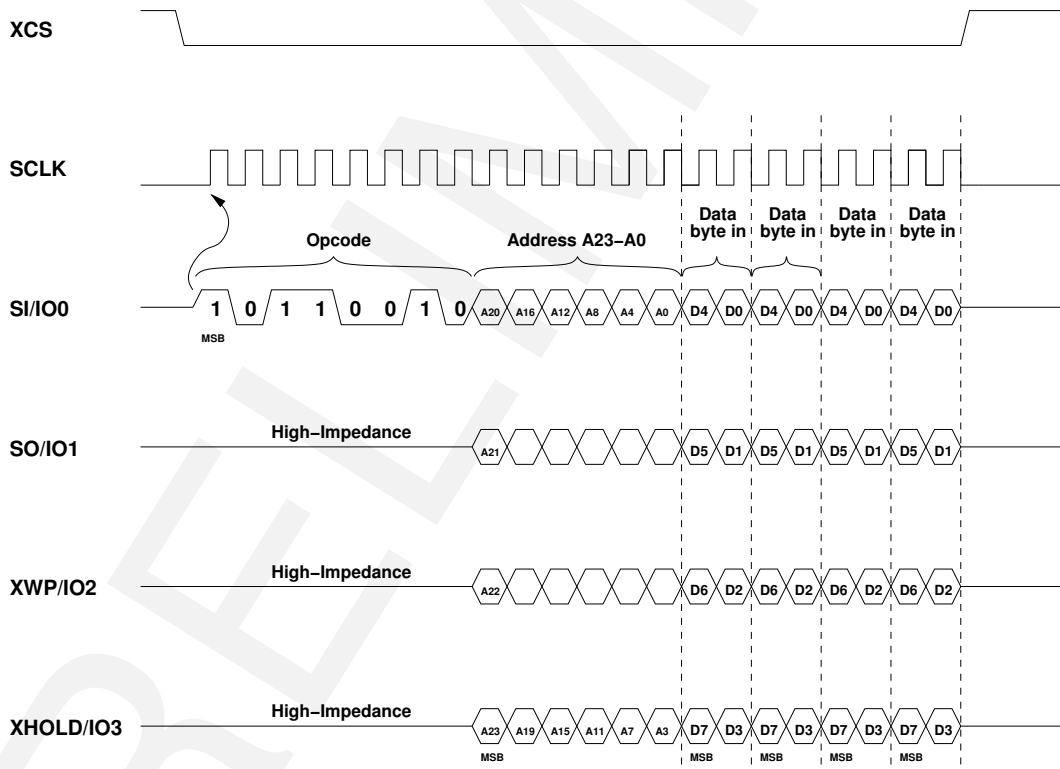 XCS
SCLK
Data byte in Data byte in Data byte in Data byte in
Opcode Address A23–A0
SI/IO0 1 0 1 1 0 0 1 0 A20 A16 A12 A8 A4 A0 D4 D0 D4 D0 D4 D0 D4 D0
MSB
High–Impedance
SO/IO1 A21 D5 D1 D5 D1 D5 D1 D5 D1
High–Impedance
XWP/IO2 A22 D6 D2 D6 D2 D6 D2 D6 D2
High–Impedance
XHOLD/IO3 A23 A19 A15 A11 A7 A3 D7 D3 D7 D3 D7 D3 D7 D3
MSB MSB MSB MSB MSB